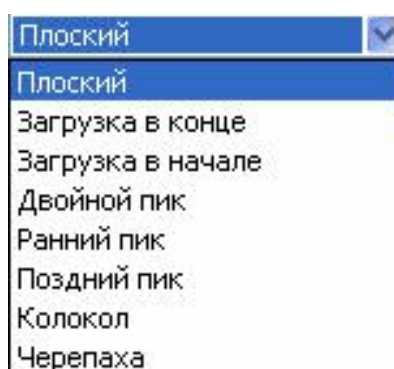 Плоский
Плоский
Загрузка в конце
Загрузка в начале
Двойной пик
Ранний пик
Поздний пик
Колокол
Черепаха